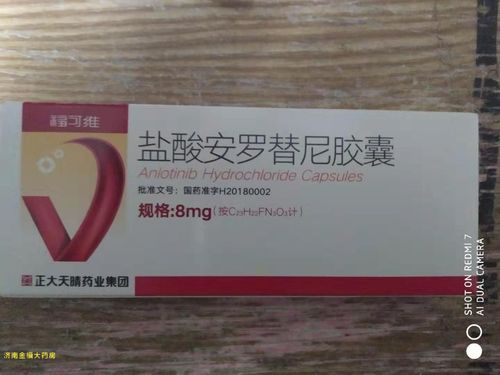 福可维
盐酸安罗替尼胶囊
Anlotinib Hydrochloride Capsules
批准文号：国药准字H20180002
规格:8mg(按C₂₃H₂₂FN₃O₃计)
正大天晴药业集团
济南金福大药房
SHOT ON REDMI 7
AI DUAL CAMERA